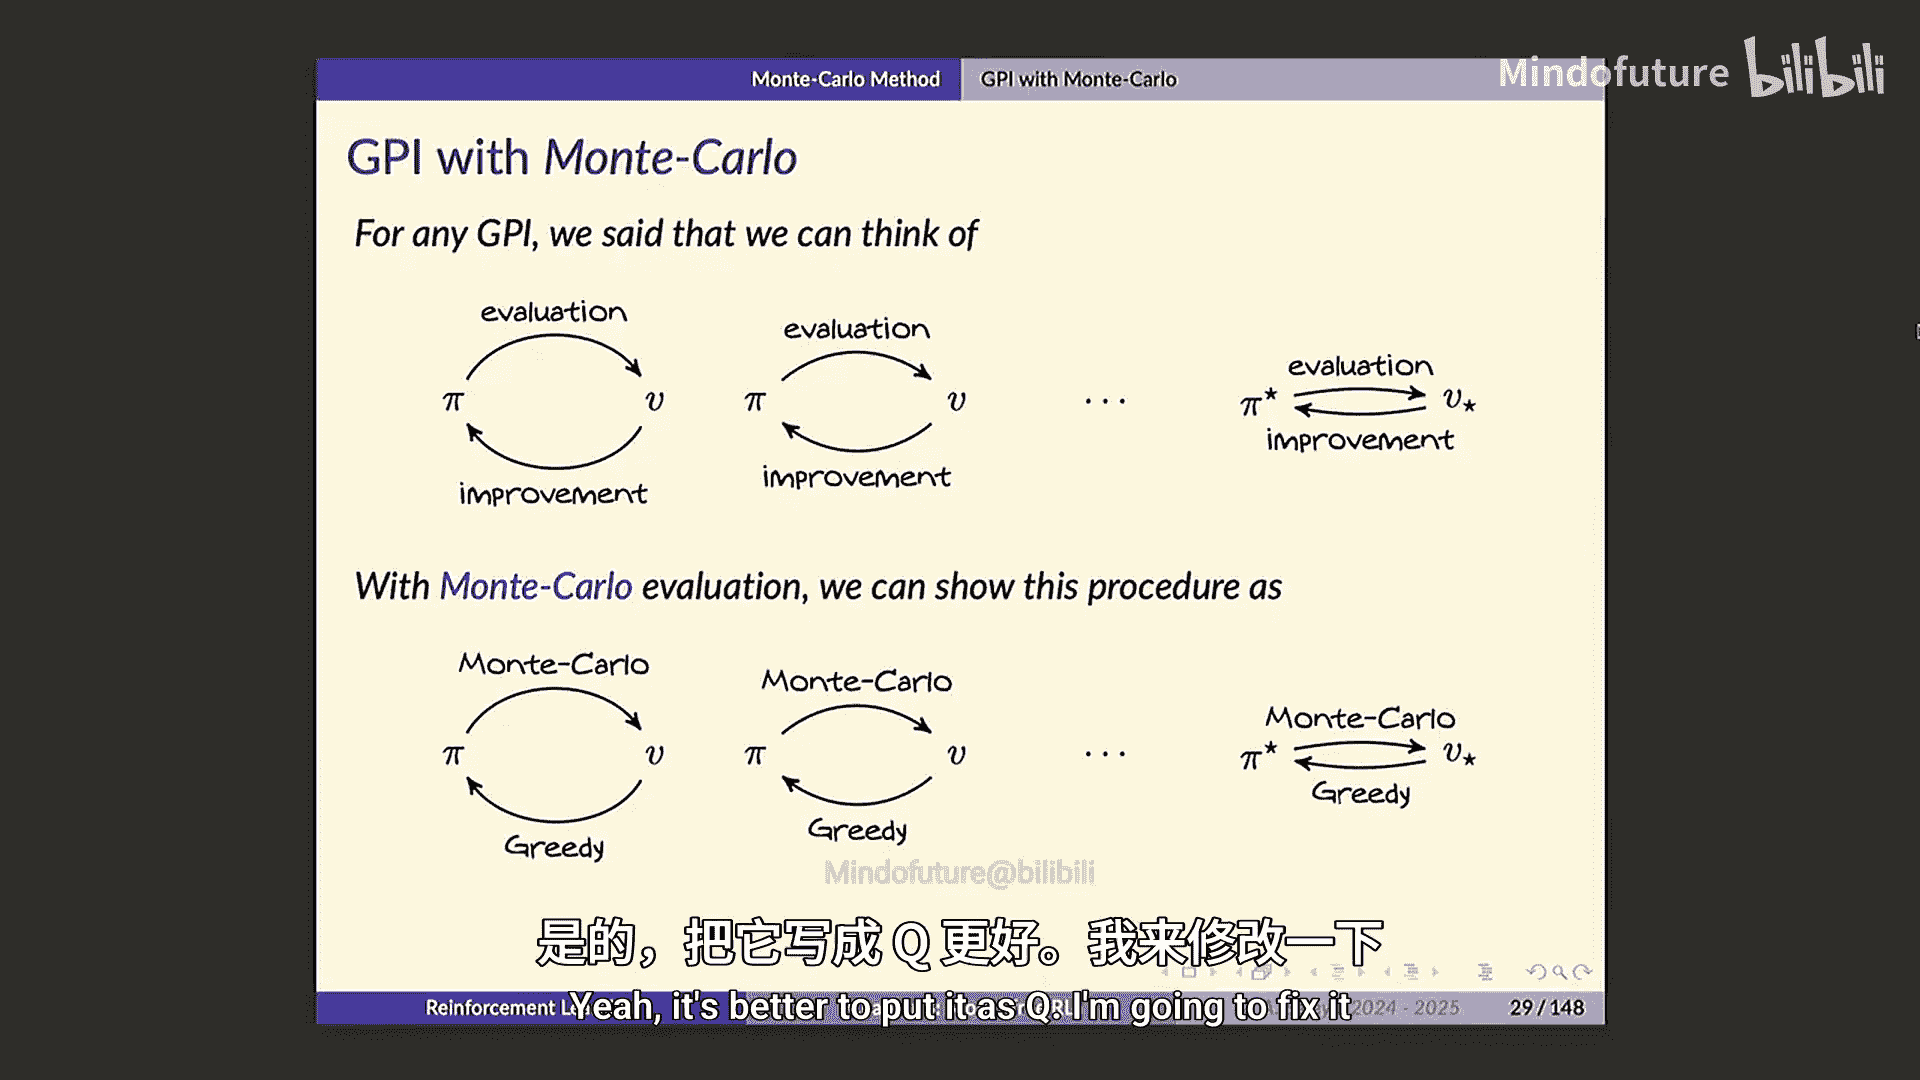 Mindofuture bilibili
Monte-Carlo Method GPI with Monte-Carlo
GPI with Monte-Carlo
For any GPI, we said that we can think of
evaluation evaluation evaluation
π v π v ··· π* v⋆
improvement improvement improvement
With Monte-Carlo evaluation, we can show this procedure as
Monte-Carlo Monte-Carlo Monte-Carlo
π v π v ··· π* v⋆
Greedy Greedy Greedy
Mindofuture@bilibili
是的，把它写成 Q 更好。我来修改一下
Yeah, it's better to put it as Q. I'm going to fix it
Reinforcement 2024 - 2025 29 / 148